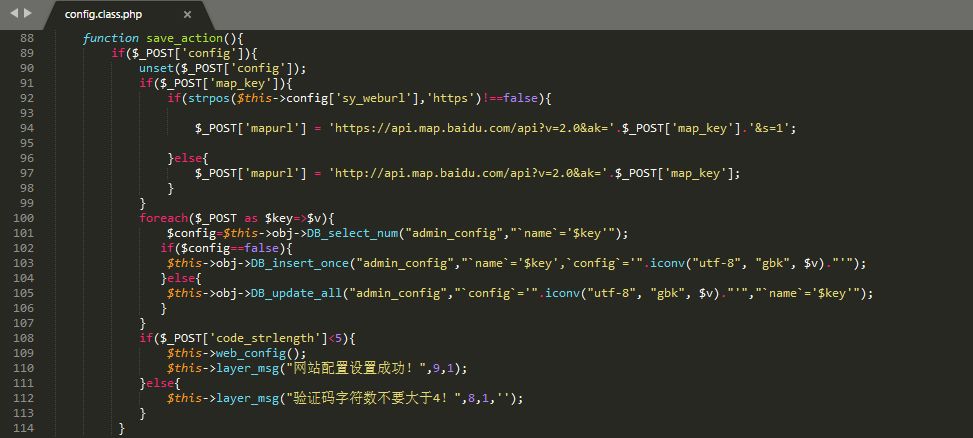 config.class.php ×
88 function save_action(){
89 if($_POST['config']){
90 unset($_POST['config']);
91 if($_POST['map_key']){
92 if(strpos($this->config['sy_weburl'],'https')!==false){
93
94 $_POST['mapurl'] = 'https://api.map.baidu.com/api?v=2.0&ak='.$_POST['map_key'].'&s=1';
95
96 }else{
97 $_POST['mapurl'] = 'http://api.map.baidu.com/api?v=2.0&ak='.$_POST['map_key'];
98 }
99 }
100 foreach($_POST as $key=>$v){
101 $config=$this->obj->DB_select_num("admin_config","`name`='$key'");
102 if($config==false){
103 $this->obj->DB_insert_once("admin_config","`name`='$key',`config`='".iconv("utf-8", "gbk", $v)."'");
104 }else{
105 $this->obj->DB_update_all("admin_config","`config`='".iconv("utf-8", "gbk", $v)."'","`name`='$key'");
106 }
107 }
108 if($_POST['code_strlength']<5){
109 $this->web_config();
110 $this->layer_msg("网站配置设置成功！",9,1);
111 }else{
112 $this->layer_msg("验证码字符数不要大于4！",8,1,'');
113 }
114 }